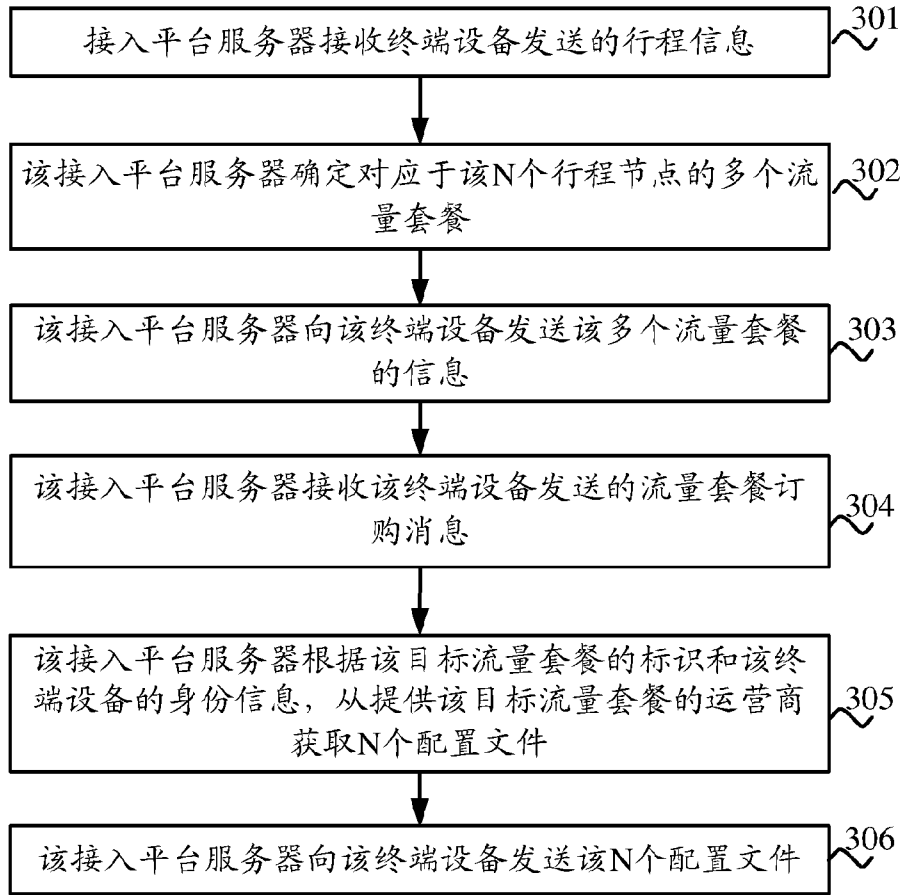 接入平台服务器接收终端设备发送的行程信息
301
该接入平台服务器确定对应于该N个行程节点的多个流
量套餐
302
该接入平台服务器向该终端设备发送该多个流量套餐
的信息
303
该接入平台服务器接收该终端设备发送的流量套餐订
购消息
304
该接入平台服务器根据该目标流量套餐的标识和该终
端设备的身份信息，从提供该目标流量套餐的运营商
获取N个配置文件
305
该接入平台服务器向该终端设备发送该N个配置文件
306